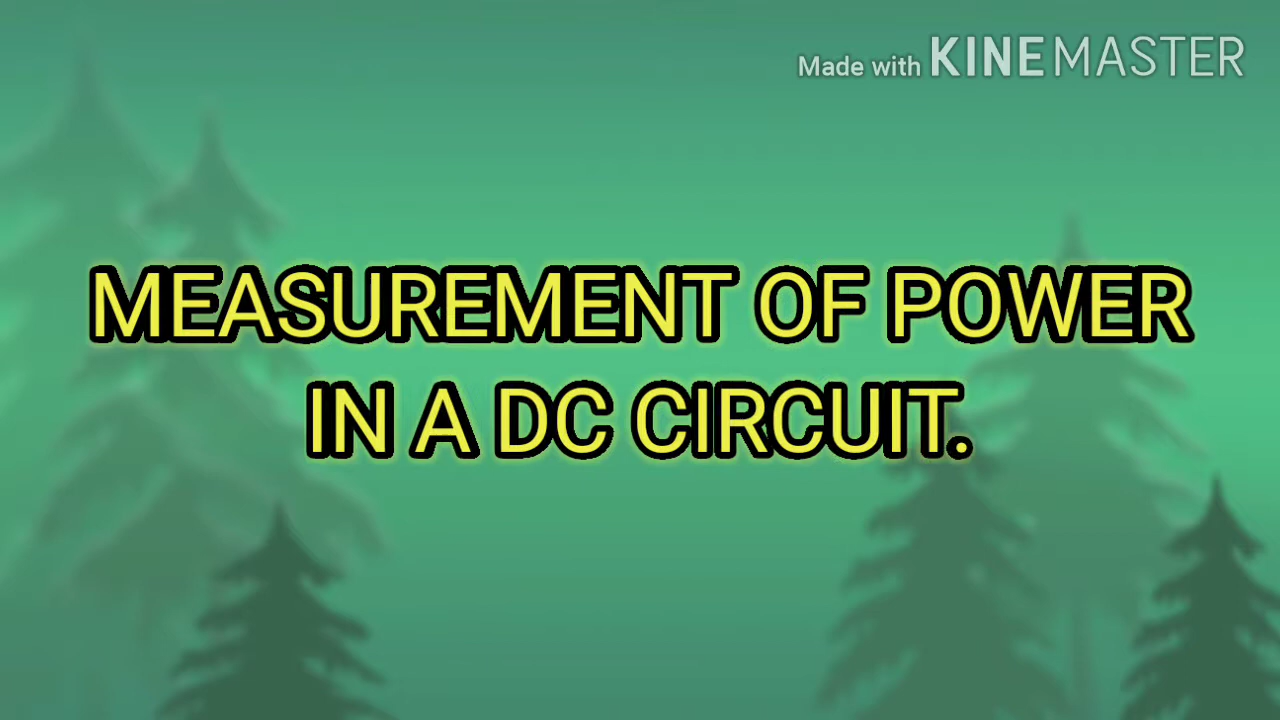 Made with KINEMASTER
MEASUREMENT OF POWER
IN A DC CIRCUIT.